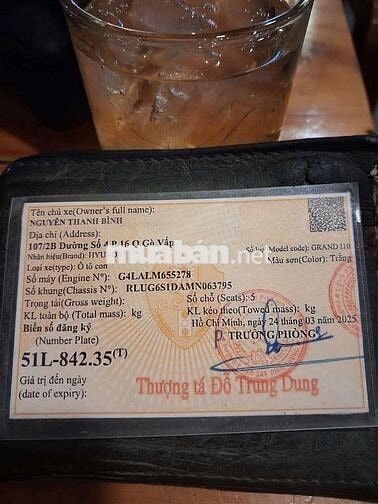 Tên chủ xe(Owner's full name):
NGUYỄN THANH BÌNH
Địa chỉ (Address):
107/2B Đường Số 4 P 16 Q Gò Vấp
Nhãn hiệu(Brand): Số loại(Model code): GRAND I10
Loại xe(type): Ô tô con Màu sơn(Color): Trắng
Số máy (Engine N°): G4LALM655278
Số khung(Chassis N°): RLUG6S1DAMN063795
Trọng tải(Gross weight): Số chỗ (Seats): 5
KL toàn bộ (Total mass): kg KL kéo theo(Towed mass): kg
Biển số đăng ký Hồ Chí Minh, ngày 24 tháng 03 năm 2025
(Number Plate) P. TRƯỞNG PHÒNG
51L-842.35(T)
Giá trị đến ngày
(date of expiry):
Thượng tá Đỗ Trung Dung
muaban.net